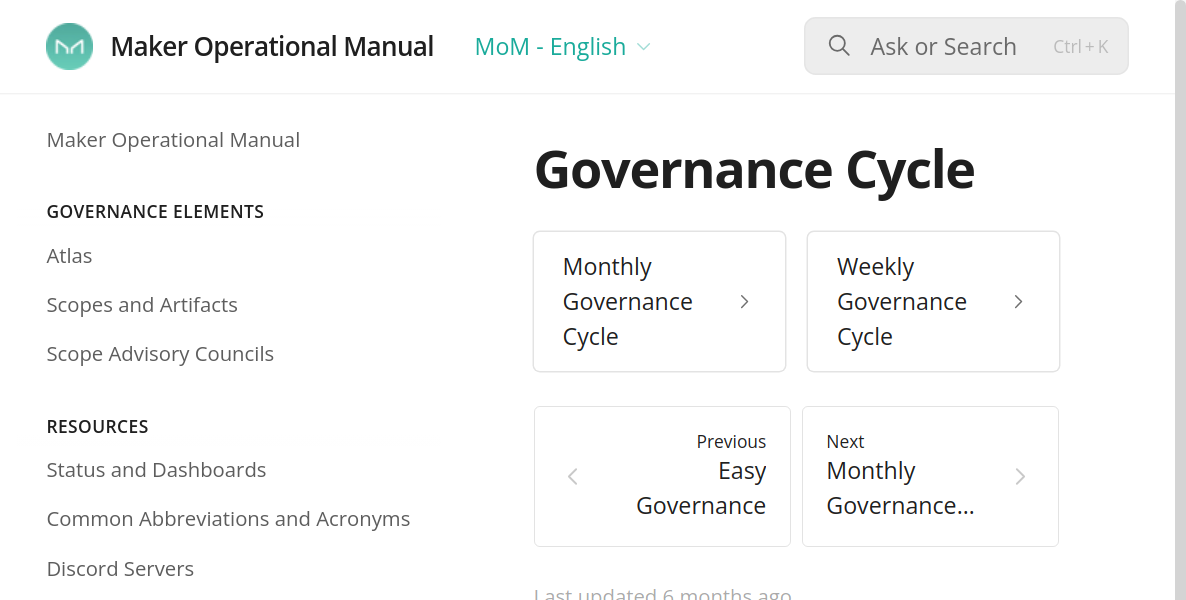 Maker Operational Manual
MoM - English
Ask or Search
Ctrl + K
Maker Operational Manual
GOVERNANCE ELEMENTS
Atlas
Scopes and Artifacts
Scope Advisory Councils
RESOURCES
Status and Dashboards
Common Abbreviations and Acronyms
Discord Servers
Governance Cycle
Monthly
Governance
Cycle
Weekly
Governance
Cycle
Previous
Easy
Governance
Next
Monthly
Governance...
Last updated 6 months ago